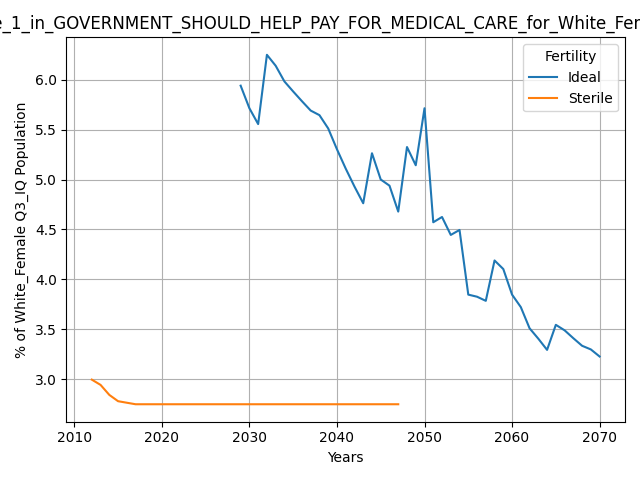 e_1_in_GOVERNMENT_SHOULD_HELP_PAY_FOR_MEDICAL_CARE_for_White_Fem
Fertility
Ideal
Sterile
% of White_Female Q3_IQ Population
6.0
5.5
5.0
4.5
4.0
3.5
3.0
2010 2020 2030 2040 2050 2060 2070
Years